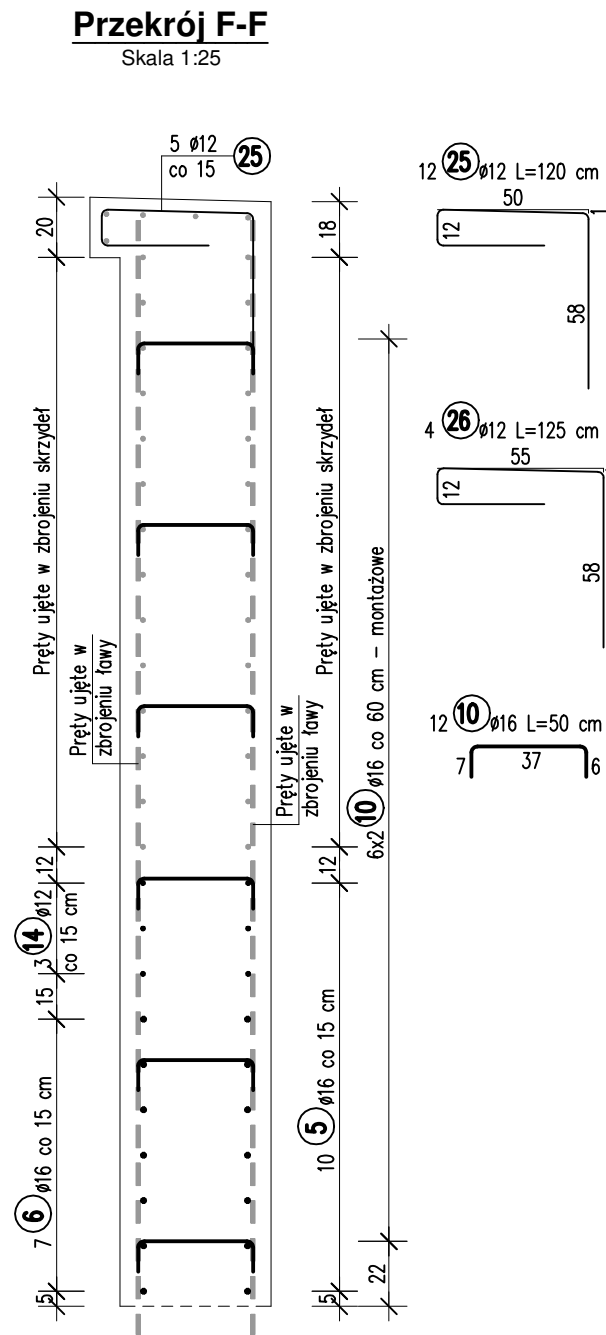 Przekrój F-F
Skala 1:25
5 ø12 25
co 15
20
18
Pręty ujęte w zbrojeniu skrzydeł
Pręty ujęte w
zbrojeniu ławy
Pręty ujęte w zbrojeniu skrzydeł
Pręty ujęte w
zbrojeniu ławy
6x2 10 ø16 co 60 cm - montażowe
12
12
3 14 ø12
co 15 cm
15
7 6 ø16 co 15 cm
10 5 ø16 co 15 cm
5
5
22
12 25 ø12 L=120 cm
50
1
12
58
4 26 ø12 L=125 cm
55
12
58
12 10 ø16 L=50 cm
7
37
6